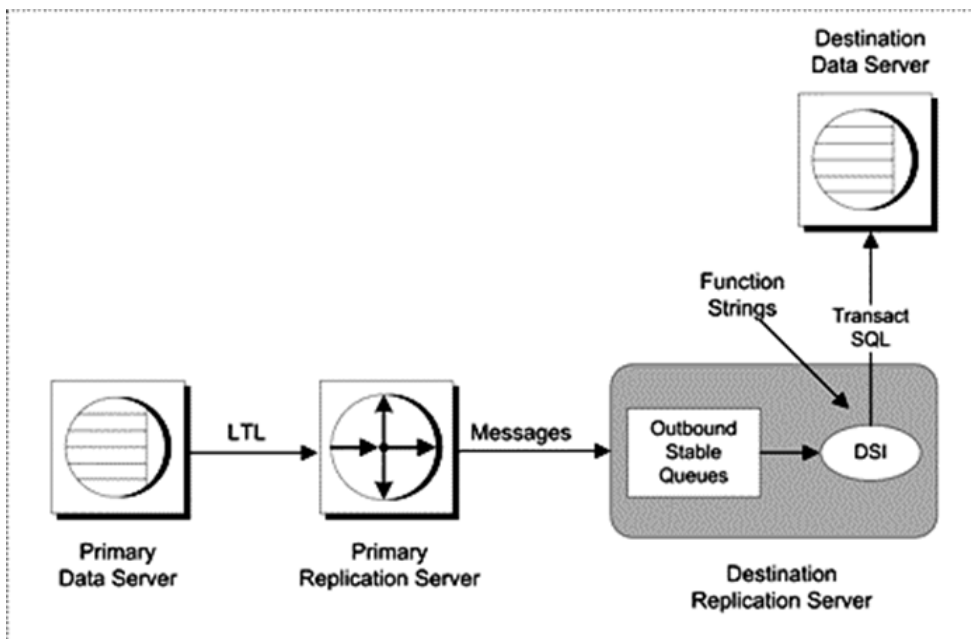 Destination
Data Server
Function
Strings
Transact
SQL
LTL
Messages
Outbound
Stable
Queues
DSI
Primary
Data Server
Primary
Replication Server
Destination
Replication Server